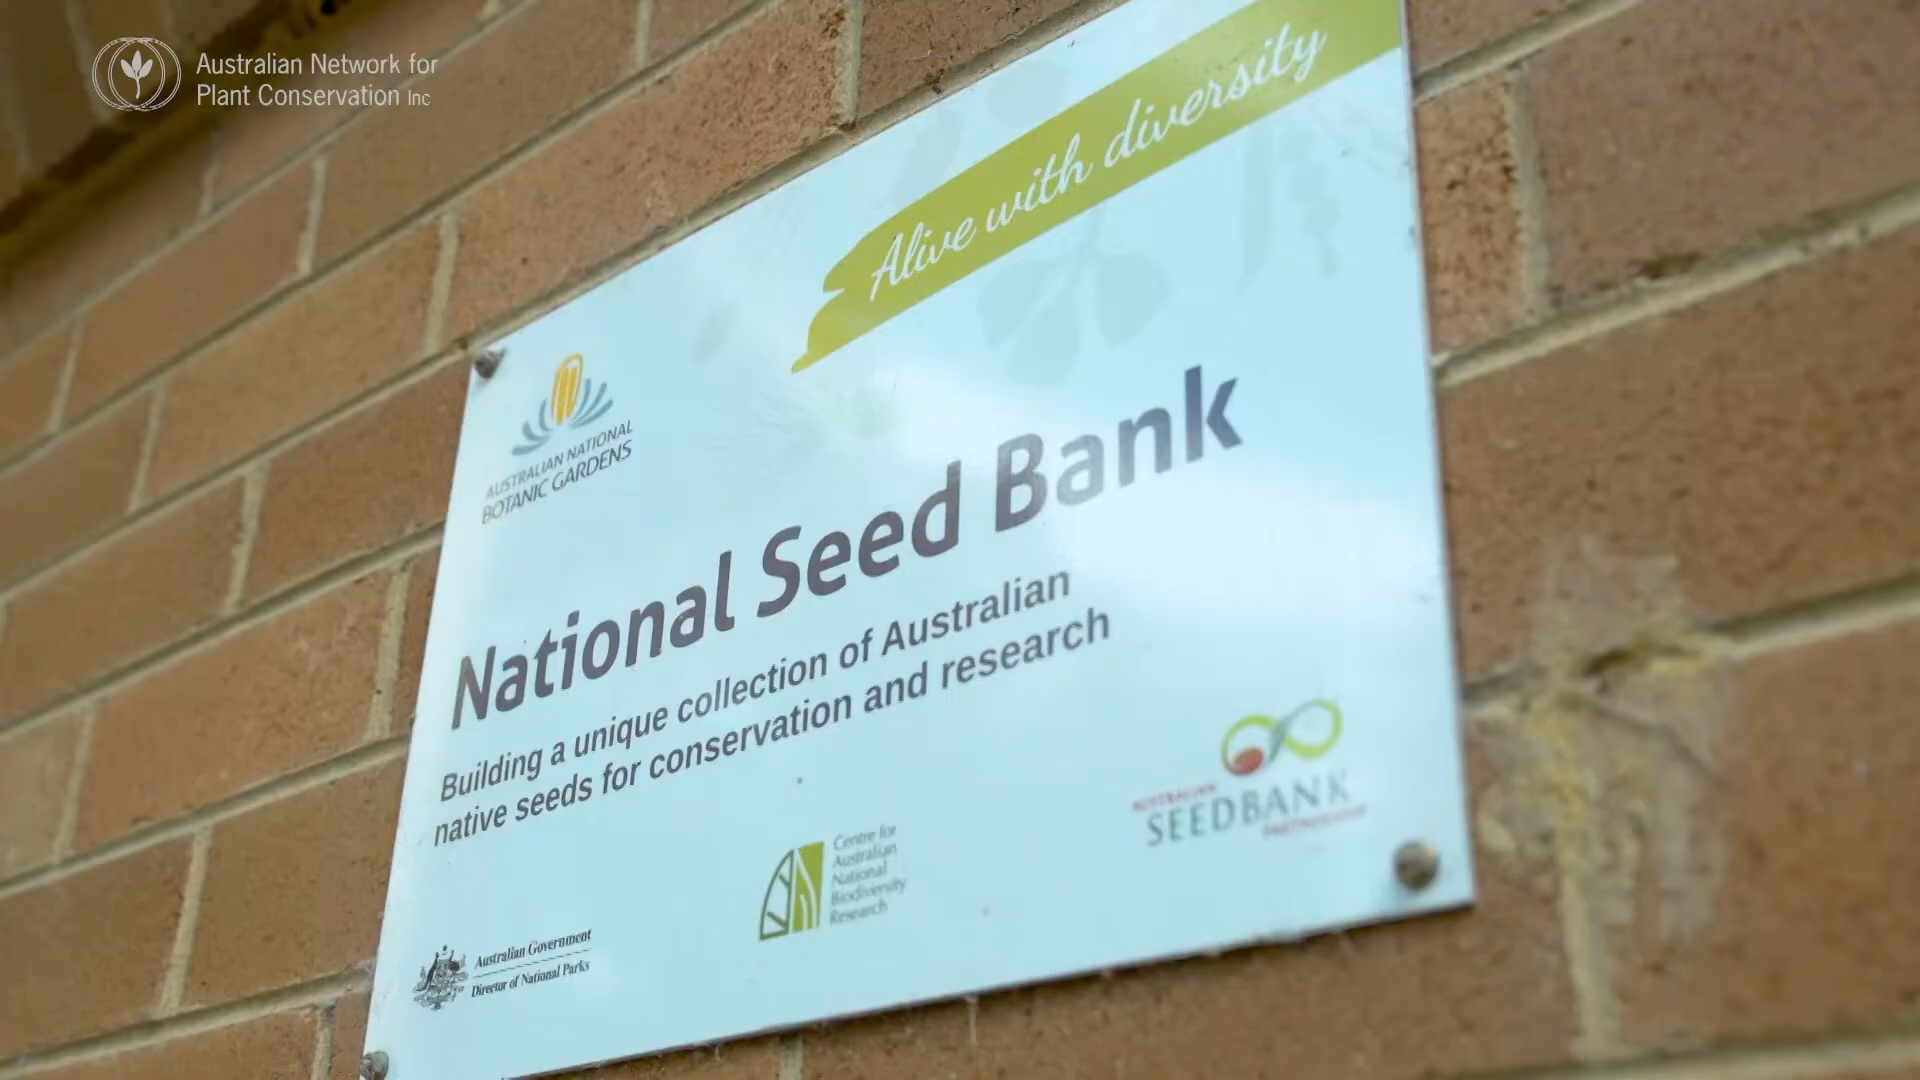 Australian Network for
Plant Conservation Inc
Alive with diversity
AUSTRALIAN NATIONAL
BOTANIC GARDENS
National Seed Bank
Building a unique collection of Australian
native seeds for conservation and research
Centre for
Australian
National
Biodiversity
Research
AUSTRALIAN
SEEDBANK
PARTNERSHIP
Australian Government
Director of National Parks